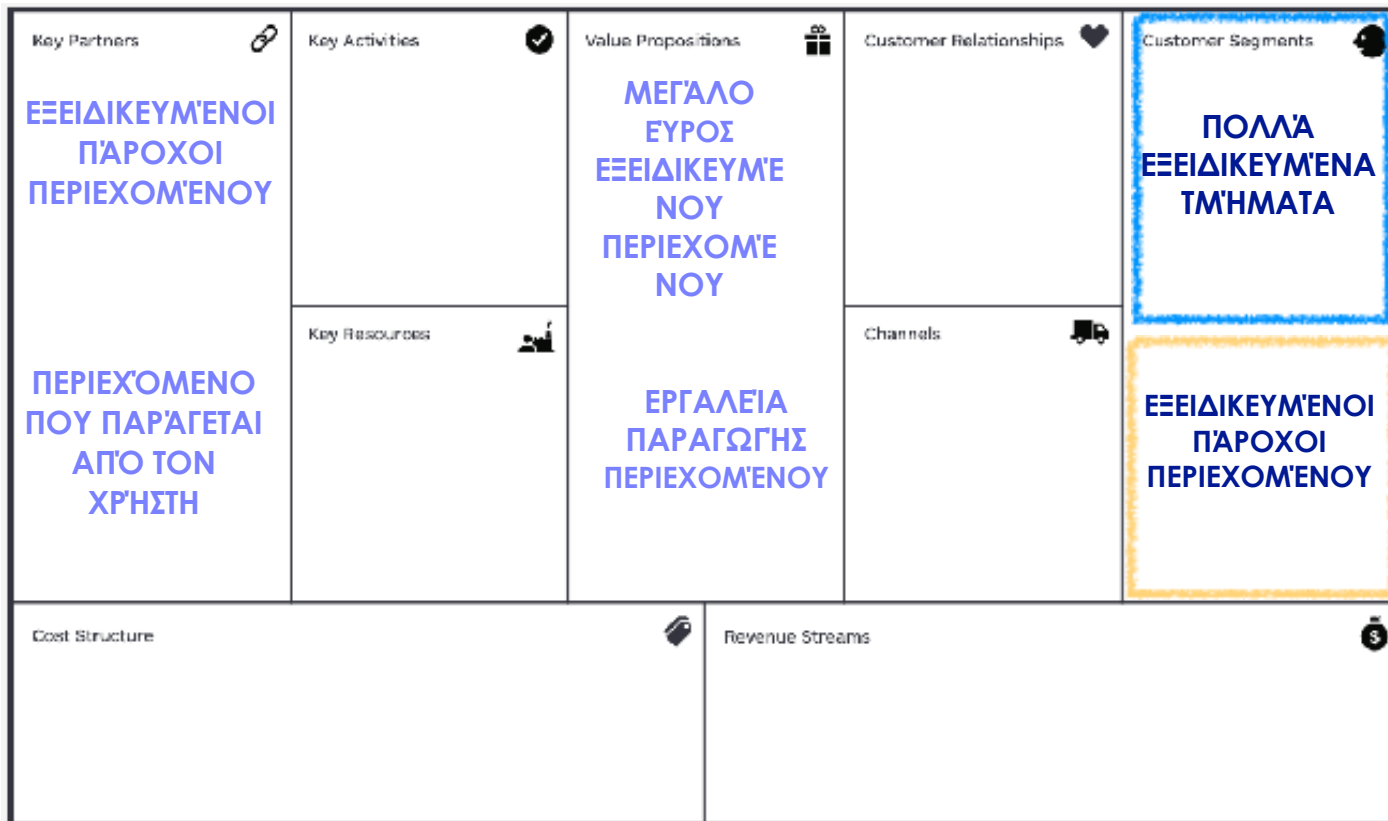 Key Partners
ΕΞΕΙΔΙΚΕΥΜΈΝΟΙ
ΠΆΡΟΧΟΙ
ΠΕΡΙΕΧΟΜΈΝΟΥ
ΠΕΡΙΕΧΌΜΕΝΟ
ΠΟΥ ΠΑΡΆΓΕΤΑΙ
ΑΠΌ ΤΟΝ
ΧΡΉΣΤΗ
Key Activities
Key Resources
Value Propositions
ΜΕΓΆΛΟ
ΕΎΡΟΣ
ΕΞΕΙΔΙΚΕΥΜΈ
ΝΟΥ
ΠΕΡΙΕΧΟΜΈ
ΝΟΥ
ΕΡΓΑΛΕΊΑ
ΠΑΡΑΓΩΓΉΣ
ΠΕΡΙΕΧΟΜΈΝΟΥ
Customer Relationships
Channels
Customer Segments
ΠΟΛΛΆ
ΕΞΕΙΔΙΚΕΥΜΈΝΑ
ΤΜΉΜΑΤΑ
ΕΞΕΙΔΙΚΕΥΜΈΝΟΙ
ΠΆΡΟΧΟΙ
ΠΕΡΙΕΧΟΜΈΝΟΥ
Cost Structure
Revenue Streams